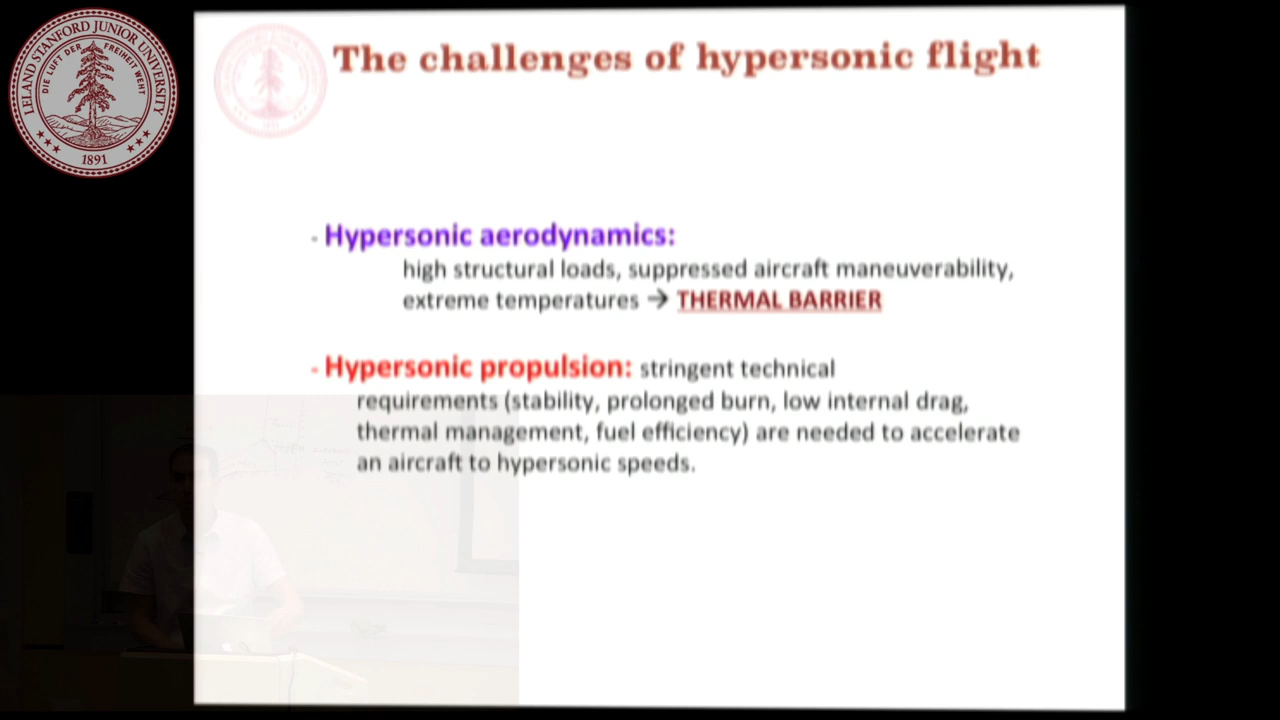 LELAND STANFORD JUNIOR UNIVERSITY
DIE LUFT DER FREIHEIT WEHT
1891
The challenges of hypersonic flight
- Hypersonic aerodynamics:
high structural loads, suppressed aircraft maneuverability,
extreme temperatures → THERMAL BARRIER
- Hypersonic propulsion: stringent technical
requirements (stability, prolonged burn, low internal drag,
thermal management, fuel efficiency) are needed to accelerate
an aircraft to hypersonic speeds.